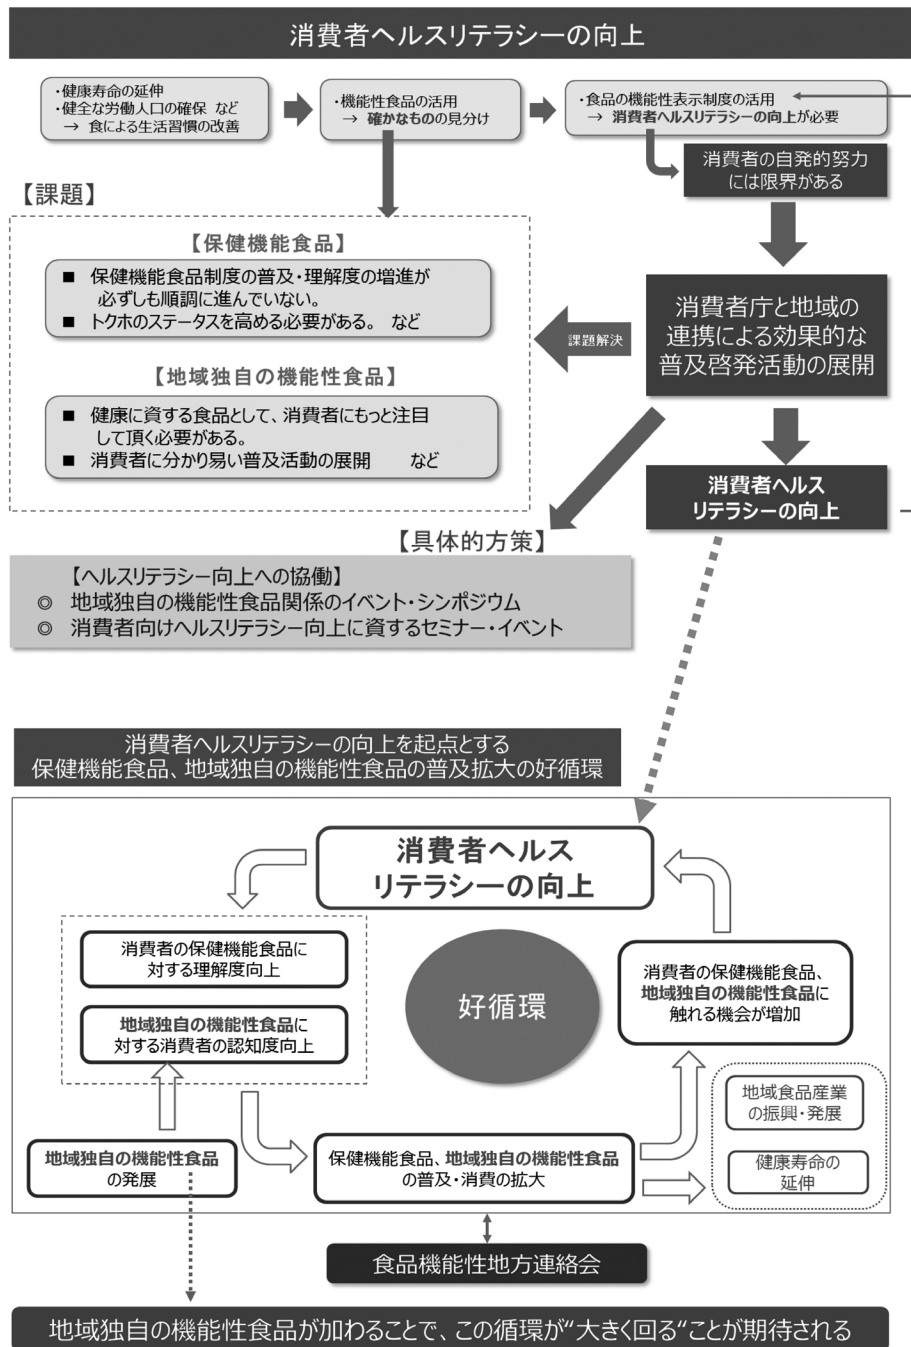 消費者ヘルスリテラシーの向上
・健康寿命の延伸
・健全な労働人口の確保 など
→ 食による生活習慣の改善
・機能性食品の活用
→ 確かなものの見分け
・食品の機能性表示制度の活用
→ 消費者ヘルスリテラシーの向上が必要
消費者の自発的努力
には限界がある
【課題】
【保健機能食品】
■ 保健機能食品制度の普及・理解度の増進が
必ずしも順調に進んでいない。
■ トクホのステータスを高める必要がある。 など
【地域独自の機能性食品】
■ 健康に資する食品として、消費者にもっと注目
して頂く必要がある。
■ 消費者に分かり易い普及活動の展開 など
課題解決
消費者庁と地域の
連携による効果的な
普及啓発活動の展開
消費者ヘルス
リテラシーの向上
【具体的方策】
【ヘルスリテラシー向上への協働】
◎ 地域独自の機能性食品関係のイベント・シンポジウム
◎ 消費者向けヘルスリテラシー向上に資するセミナー・イベント
消費者ヘルスリテラシーの向上を起点とする
保健機能食品、地域独自の機能性食品の普及拡大の好循環
消費者ヘルス
リテラシーの向上
消費者の保健機能食品に
対する理解度向上
地域独自の機能性食品に
対する消費者の認知度向上
好循環
消費者の保健機能食品、
地域独自の機能性食品に
触れる機会が増加
地域食品産業
の振興・発展
健康寿命の
延伸
地域独自の機能性食品
の発展
保健機能食品、地域独自の機能性食品
の普及・消費の拡大
食品機能性地方連絡会
地域独自の機能性食品が加わることで、この循環が“大きく回る“ことが期待される